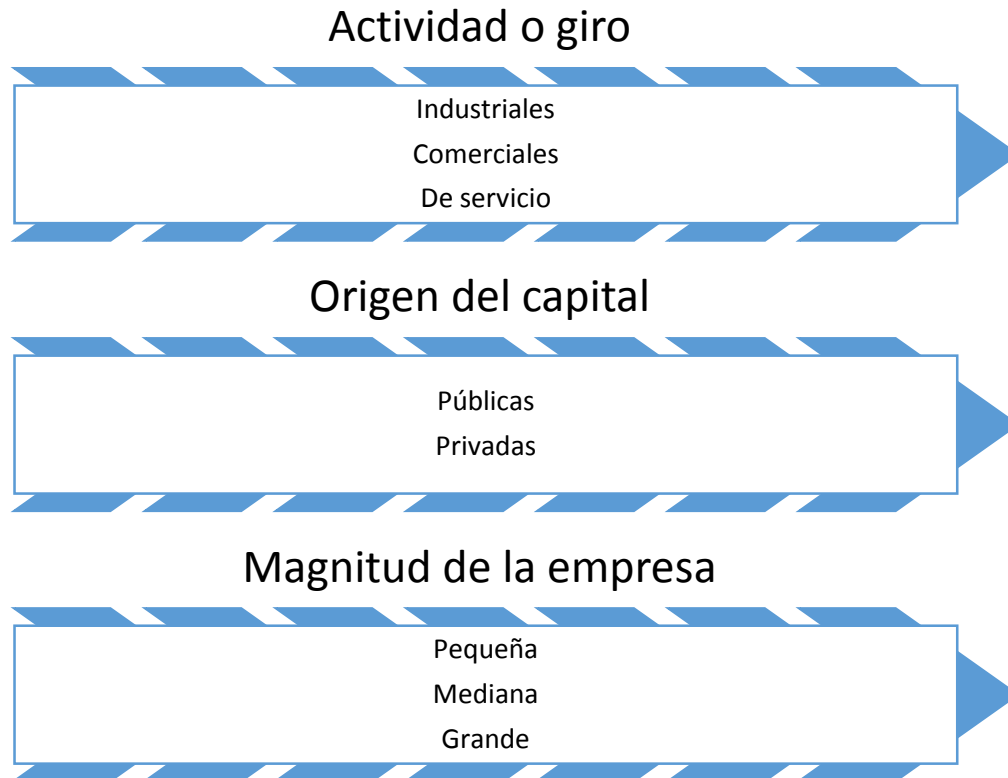 Actividad o giro
Industriales
Comerciales
De servicio
Origen del capital
Públicas
Privadas
Magnitud de la empresa
Pequeña
Mediana
Grande